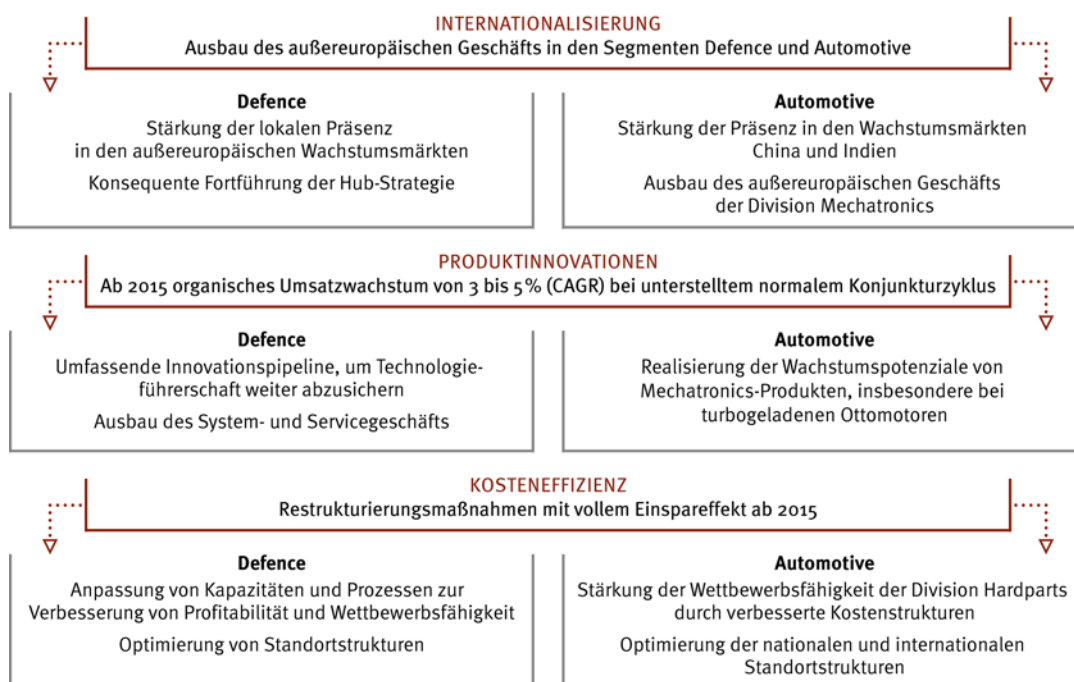 INTERNATIONALISIERUNG
Ausbau des außereuropäischen Geschäfts in den Segmenten Defence und Automotive
Defence
Stärkung der lokalen Präsenz
in den außereuropäischen Wachstumsmärkten
Konsequente Fortführung der Hub-Strategie
Automotive
Stärkung der Präsenz in den Wachstumsmärkten
China und Indien
Ausbau des außereuropäischen Geschäfts
der Division Mechatronics
PRODUKTINNOVATIONEN
Ab 2015 organisches Umsatzwachstum von 3 bis 5% (CAGR) bei unterstelltem normalem Konjunkturzyklus
Defence
Umfassende Innovationspipeline, um Technologie-
führerschaft weiter abzusichern
Ausbau des System- und Servicegeschäfts
Automotive
Realisierung der Wachstumspotenziale von
Mechatronics-Produkten, insbesondere bei
turbogeladenen Ottomotoren
KOSTENEFFIZIENZ
Restrukturierungsmaßnahmen mit vollem Einspareffekt ab 2015
Defence
Anpassung von Kapazitäten und Prozessen zur
Verbesserung von Profitabilität und Wettbewerbsfähigkeit
Optimierung von Standortstrukturen
Automotive
Stärkung der Wettbewerbsfähigkeit der Division Hardparts
durch verbesserte Kostenstrukturen
Optimierung der nationalen und internationalen
Standortstrukturen